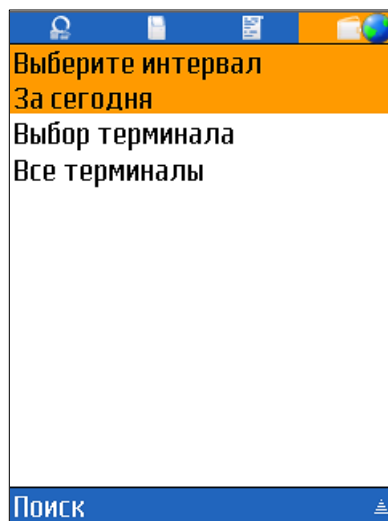 Выберите интервал
За сегодня
Выбор терминала
Все терминалы
Поиск